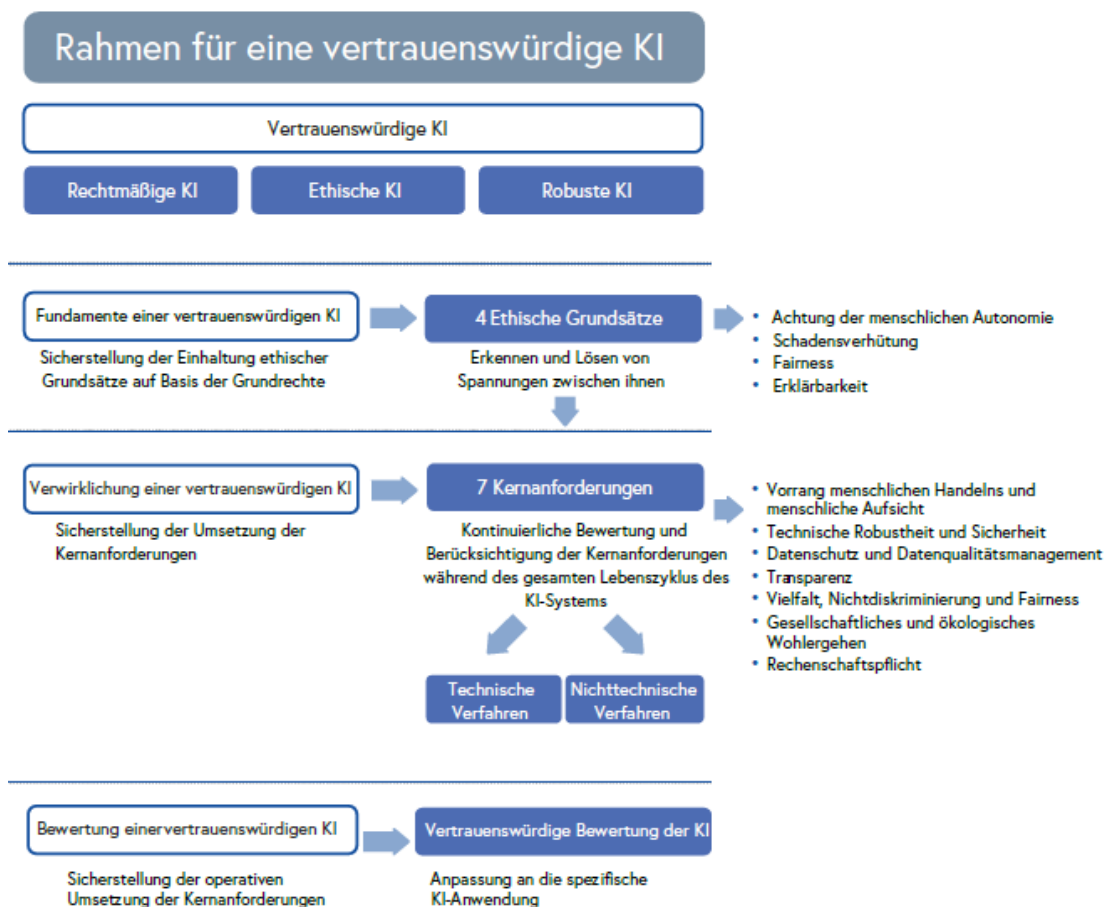 Rahmen für eine vertrauenswürdige KI
Vertrauenswürdige KI
Rechtmäßige KI
Ethische KI
Robuste KI
Fundamente einer vertrauenswürdigen KI
Sicherstellung der Einhaltung ethischer
Grundsätze auf Basis der Grundrechte
4 Ethische Grundsätze
Erkennen und Lösen von
Spannungen zwischen ihnen
• Achtung der menschlichen Autonomie
• Schadensverhütung
• Fairness
• Erklärbarkeit
Verwirklichung einer vertrauenswürdigen KI
Sicherstellung der Umsetzung der
Kernanforderungen
7 Kernanforderungen
Kontinuierliche Bewertung und
Berücksichtigung der Kernanforderungen
während des gesamten Lebenszyklus des
KI-Systems
• Vorrang menschlichen Handelns und
menschliche Aufsicht
• Technische Robustheit und Sicherheit
• Datenschutz und Datenqualitätsmanagement
• Transparenz
• Vielfalt, Nichtdiskriminierung und Fairness
• Gesellschaftliches und ökologisches
Wohlergehen
• Rechenschaftspflicht
Technische
Verfahren
Nichttechnische
Verfahren
Bewertung einervertrauenswürdigen KI
Sicherstellung der operativen
Umsetzung der Kernanforderungen
Vertrauenswürdige Bewertung der KI
Anpassung an die spezifische
KI-Anwendung